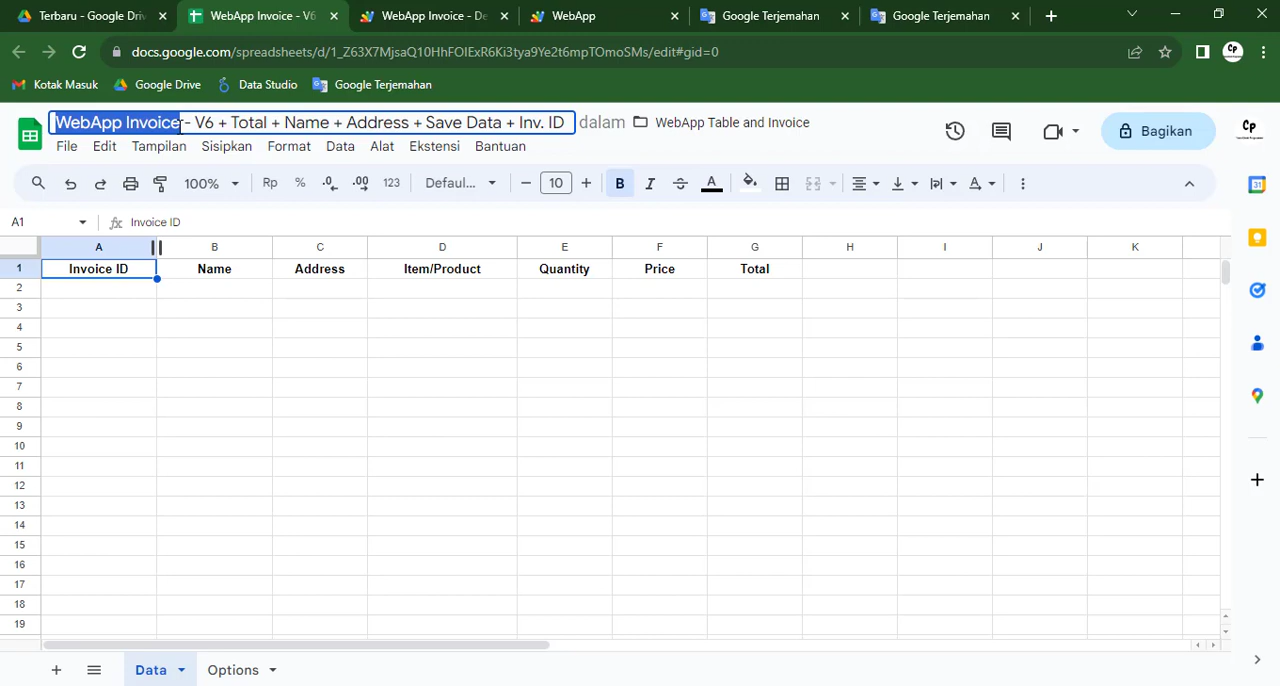 Terbaru - Google Driv
WebApp Invoice - V6
WebApp Invoice - De
WebApp
Google Terjemahan
Google Terjemahan
docs.google.com/spreadsheets/d/1_Z63X7MjsaQ10HhFOIExR6Ki3tya9Ye2t6mpTOmoSMs/edit#gid=0
Cp
Kotak Masuk
Google Drive
Data Studio
Google Terjemahan
WebApp Invoice - V6 + Total + Name + Address + Save Data + Inv. ID dalam WebApp Table and Invoice
Bagikan
Cp
File Edit Tampilan Sisipkan Format Data Alat Ekstensi Bantuan
100% Rp % .0 .00 123 Defaul... 10 B I A A
A1 fx Invoice ID
A B C D E F G H I J K
1 Invoice ID Name Address Item/Product Quantity Price Total
2
3
4
5
6
7
8
9
10
11
12
13
14
15
16
17
18
19
Data Options
31